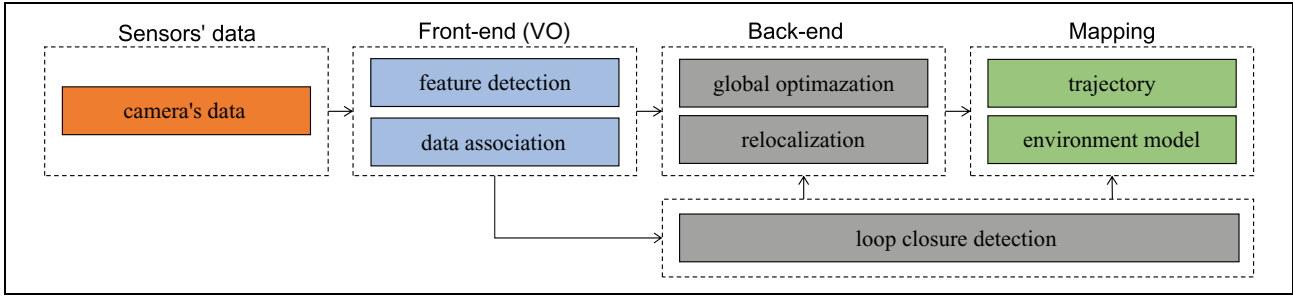 Sensors' data
camera's data
Front-end (VO)
feature detection
data association
Back-end
global optimazation
relocalization
Mapping
trajectory
environment model
loop closure detection